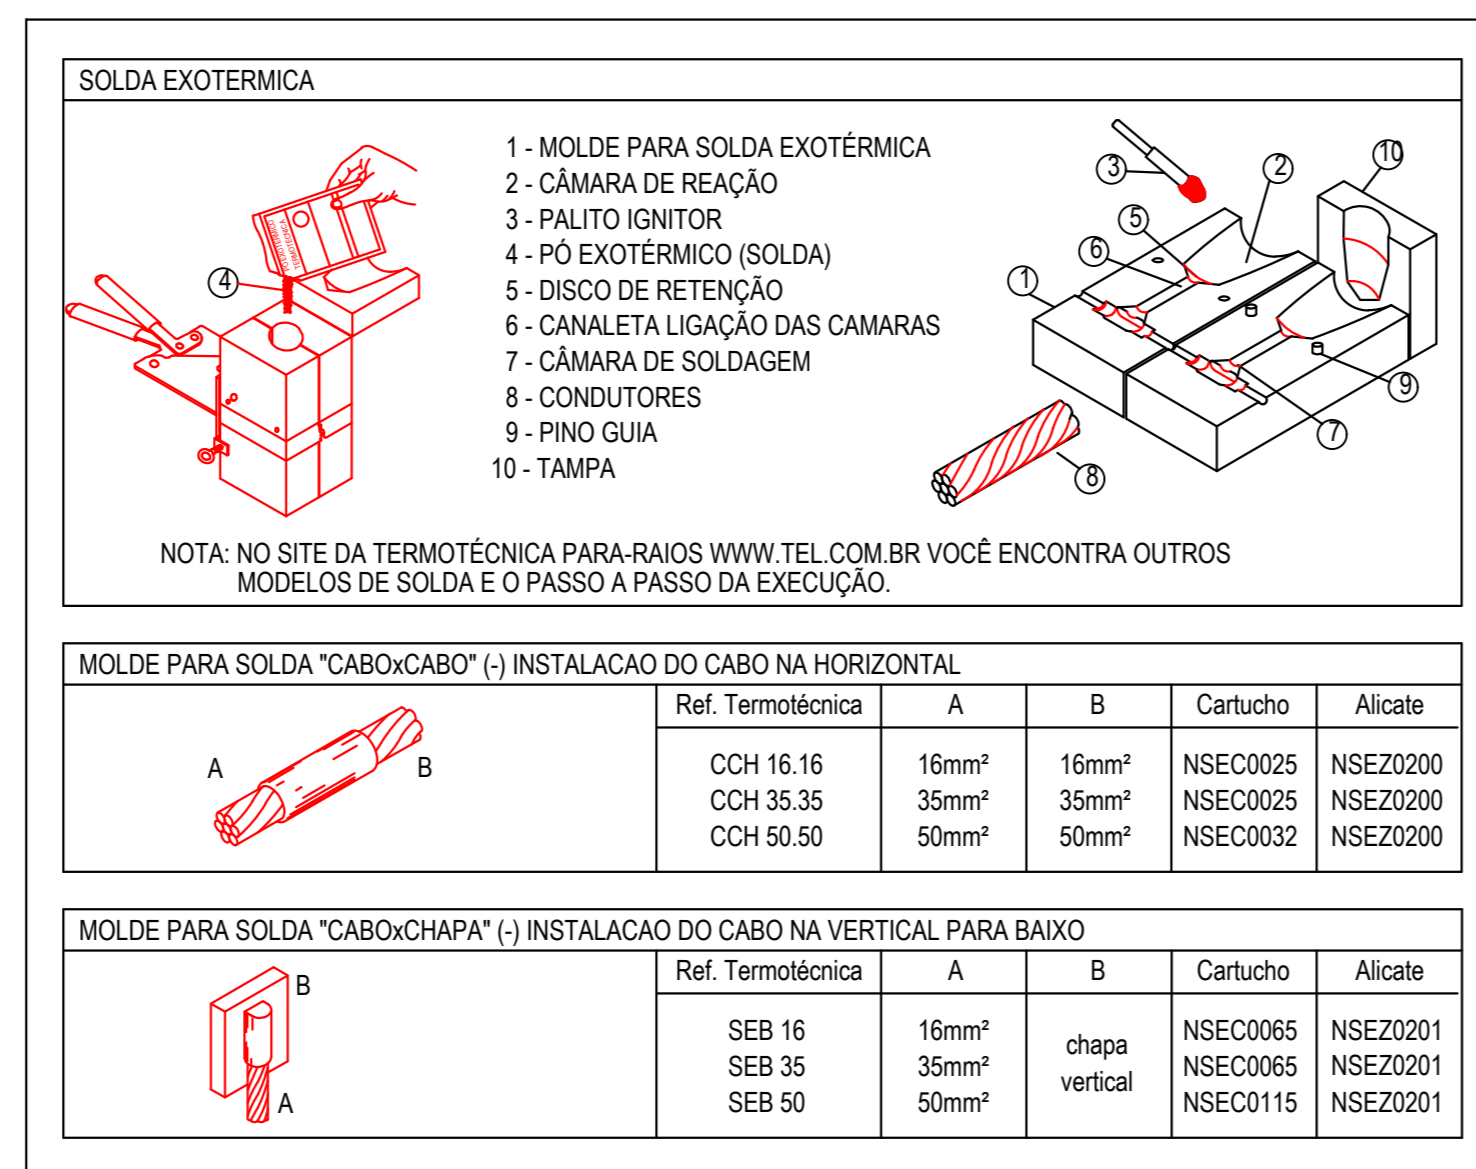 SOLDA EXOTERMICA
1 - MOLDE PARA SOLDA EXOTÉRMICA
2 - CÂMARA DE REAÇÃO
3 - PALITO IGNITOR
4 - PÓ EXOTÉRMICO (SOLDA)
5 - DISCO DE RETENÇÃO
6 - CANALETA LIGAÇÃO DAS CAMARAS
7 - CÂMARA DE SOLDAGEM
8 - CONDUTORES
9 - PINO GUIA
10 - TAMPA
PÓ EXOTERMICO
TERMOTECNICA
4
3
2
10
5
6
1
9
7
8
NOTA: NO SITE DA TERMOTÉCNICA PARA-RAIOS WWW.TEL.COM.BR VOCÊ ENCONTRA OUTROS
MODELOS DE SOLDA E O PASSO A PASSO DA EXECUÇÃO.
MOLDE PARA SOLDA "CABOxCABO" (-) INSTALACAO DO CABO NA HORIZONTAL
A B
Ref. Termotécnica A B Cartucho Alicate
CCH 16.16 16mm² 16mm² NSEC0025 NSEZ0200
CCH 35.35 35mm² 35mm² NSEC0025 NSEZ0200
CCH 50.50 50mm² 50mm² NSEC0032 NSEZ0200
MOLDE PARA SOLDA "CABOxCHAPA" (-) INSTALACAO DO CABO NA VERTICAL PARA BAIXO
B
A
Ref. Termotécnica A B Cartucho Alicate
SEB 16 16mm² chapa vertical NSEC0065 NSEZ0201
SEB 35 35mm² NSEC0065 NSEZ0201
SEB 50 50mm² NSEC0115 NSEZ0201